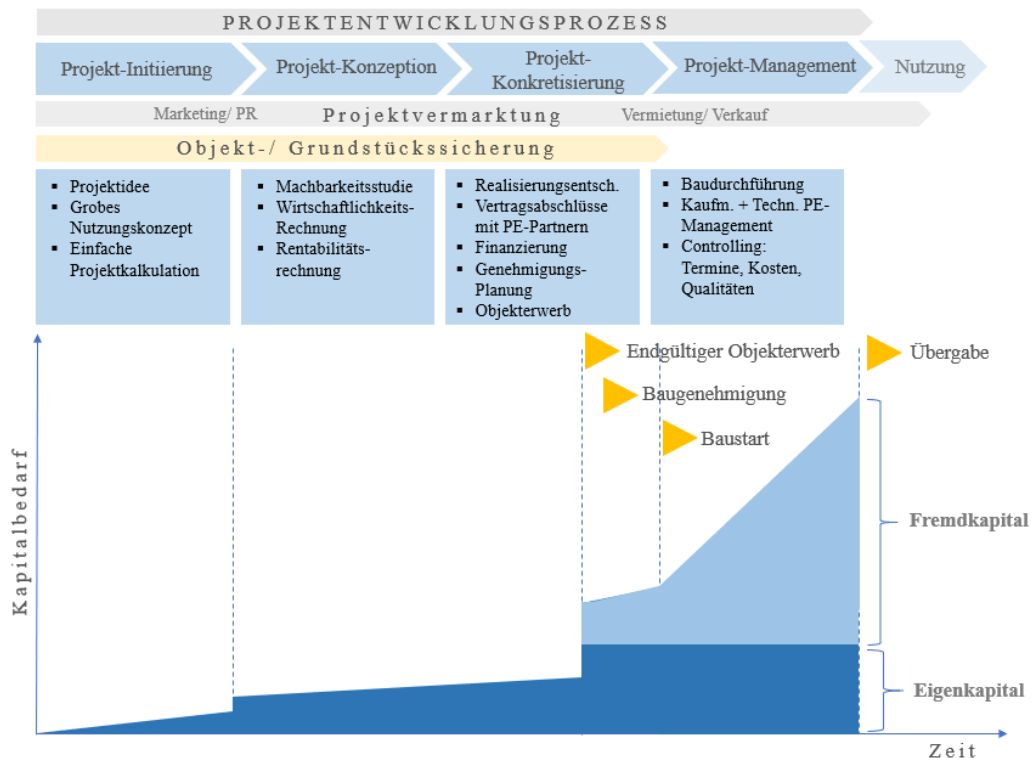 PROJEKTENTWICKLUNGSPROZESS
Projekt-Initiierung
Projekt-Konzeption
Projekt-
Konkretisierung
Projekt-Management
Nutzung
Marketing/ PR
Projektvermarktung
Vermietung/ Verkauf
Objekt-/ Grundstückssicherung
▪ Projektidee
▪ Grobes
Nutzungskonzept
▪ Einfache
Projektkalkulation
▪ Machbarkeitsstudie
▪ Wirtschaftlichkeits-
Rechnung
▪ Rentabilitäts-
rechnung
▪ Realisierungsentsch.
▪ Vertragsabschlüsse
mit PE-Partnern
▪ Finanzierung
▪ Genehmigungs-
Planung
▪ Objekterwerb
▪ Baudurchführung
▪ Kaufm. + Techn. PE-
Management
▪ Controlling:
Termine, Kosten,
Qualitäten
Endgültiger Objekterwerb
Übergabe
Baugenehmigung
Baustart
Kapitalbedarf
Fremdkapital
Eigenkapital
Zeit